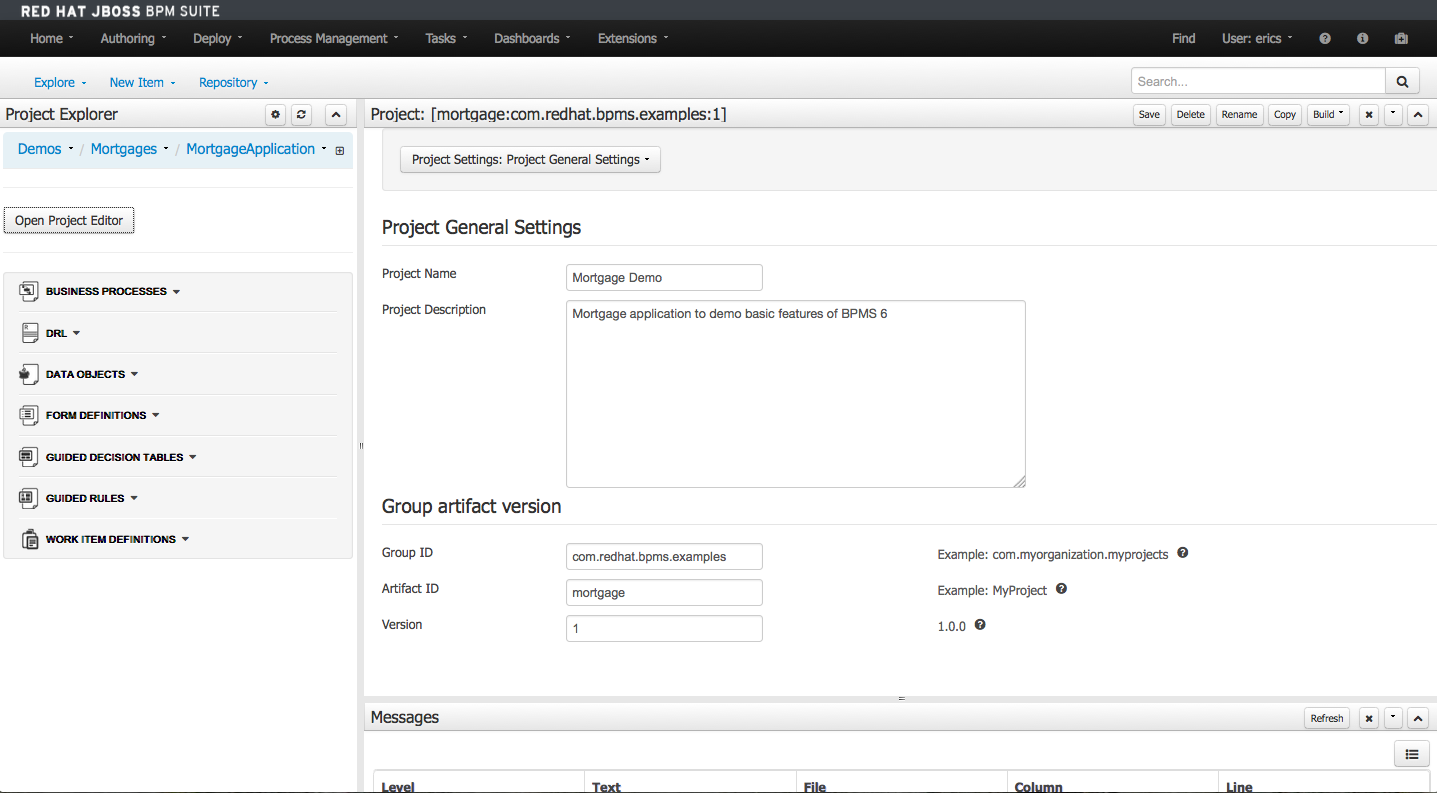 RED HAT JBOSS BPM SUITE
Home Authoring Deploy Process Management Tasks Dashboards Extensions Find User: erics
Explore New Item Repository Search...
Project Explorer
Demos / Mortgages / MortgageApplication
Open Project Editor
BUSINESS PROCESSES
DRL
DATA OBJECTS
FORM DEFINITIONS
GUIDED DECISION TABLES
GUIDED RULES
WORK ITEM DEFINITIONS
Project: [mortgage:com.redhat.bpms.examples:1] Save Delete Rename Copy Build
Project Settings: Project General Settings
Project General Settings
Project Name Mortgage Demo
Project Description Mortgage application to demo basic features of BPMS 6
Group artifact version
Group ID com.redhat.bpms.examples Example: com.myorganization.myprojects
Artifact ID mortgage Example: MyProject
Version 1 1.0.0
Messages Refresh
Level Text File Column Line